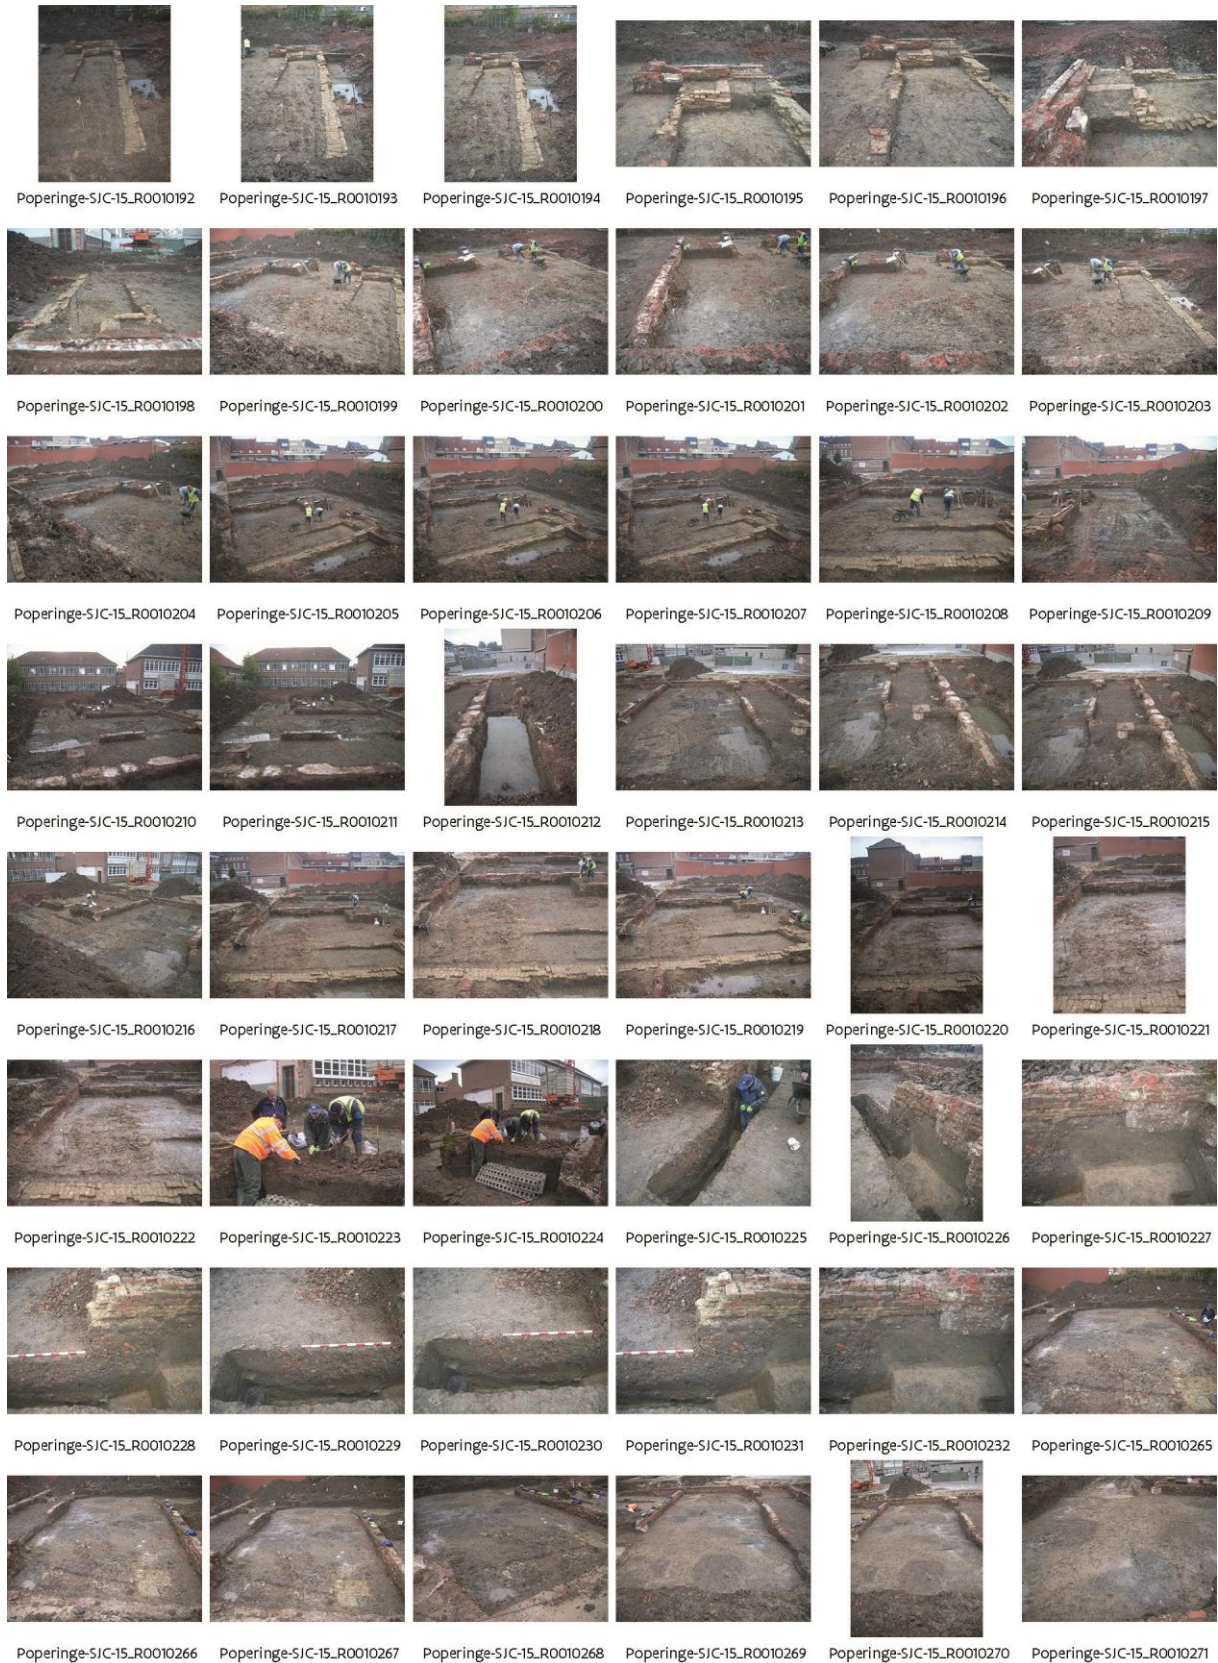 Poperinge-SJC-15_R0010192 Poperinge-SJC-15_R0010193 Poperinge-SJC-15_R0010194 Poperinge-SJC-15_R0010195 Poperinge-SJC-15_R0010196 Poperinge-SJC-15_R0010197
Poperinge-SJC-15_R0010198 Poperinge-SJC-15_R0010199 Poperinge-SJC-15_R0010200 Poperinge-SJC-15_R0010201 Poperinge-SJC-15_R0010202 Poperinge-SJC-15_R0010203
Poperinge-SJC-15_R0010204 Poperinge-SJC-15_R0010205 Poperinge-SJC-15_R0010206 Poperinge-SJC-15_R0010207 Poperinge-SJC-15_R0010208 Poperinge-SJC-15_R0010209
Poperinge-SJC-15_R0010210 Poperinge-SJC-15_R0010211 Poperinge-SJC-15_R0010212 Poperinge-SJC-15_R0010213 Poperinge-SJC-15_R0010214 Poperinge-SJC-15_R0010215
Poperinge-SJC-15_R0010216 Poperinge-SJC-15_R0010217 Poperinge-SJC-15_R0010218 Poperinge-SJC-15_R0010219 Poperinge-SJC-15_R0010220 Poperinge-SJC-15_R0010221
Poperinge-SJC-15_R0010222 Poperinge-SJC-15_R0010223 Poperinge-SJC-15_R0010224 Poperinge-SJC-15_R0010225 Poperinge-SJC-15_R0010226 Poperinge-SJC-15_R0010227
Poperinge-SJC-15_R0010228 Poperinge-SJC-15_R0010229 Poperinge-SJC-15_R0010230 Poperinge-SJC-15_R0010231 Poperinge-SJC-15_R0010232 Poperinge-SJC-15_R0010265
Poperinge-SJC-15_R0010266 Poperinge-SJC-15_R0010267 Poperinge-SJC-15_R0010268 Poperinge-SJC-15_R0010269 Poperinge-SJC-15_R0010270 Poperinge-SJC-15_R0010271